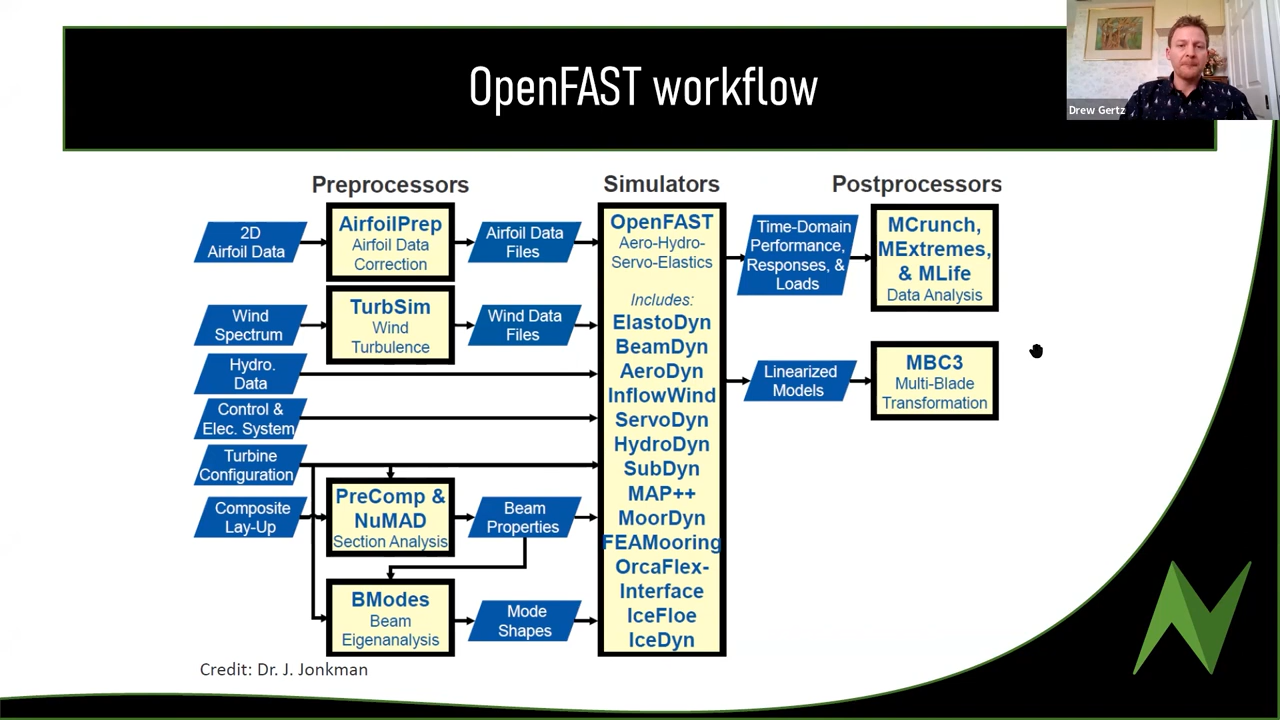 OpenFAST workflow
Drew Gertz
Preprocessors
Simulators
Postprocessors
2D
Airfoil Data
AirfoilPrep
Airfoil Data
Correction
Airfoil Data
Files
Wind
Spectrum
TurbSim
Wind
Turbulence
Wind Data
Files
Hydro.
Data
Control &
Elec. System
Turbine
Configuration
Composite
Lay-Up
PreComp &
NuMAD
Section Analysis
Beam
Properties
BModes
Beam
Eigenanalysis
Mode
Shapes
OpenFAST
Aero-Hydro-
Servo-Elastics
Includes:
ElastoDyn
BeamDyn
AeroDyn
InflowWind
ServoDyn
HydroDyn
SubDyn
MAP++
MoorDyn
FEAMooring
OrcaFlex-
Interface
IceFloe
IceDyn
Time-Domain
Performance,
Responses, &
Loads
MCrunch,
MExtremes,
& MLife
Data Analysis
Linearized
Models
MBC3
Multi-Blade
Transformation
Credit: Dr. J. Jonkman